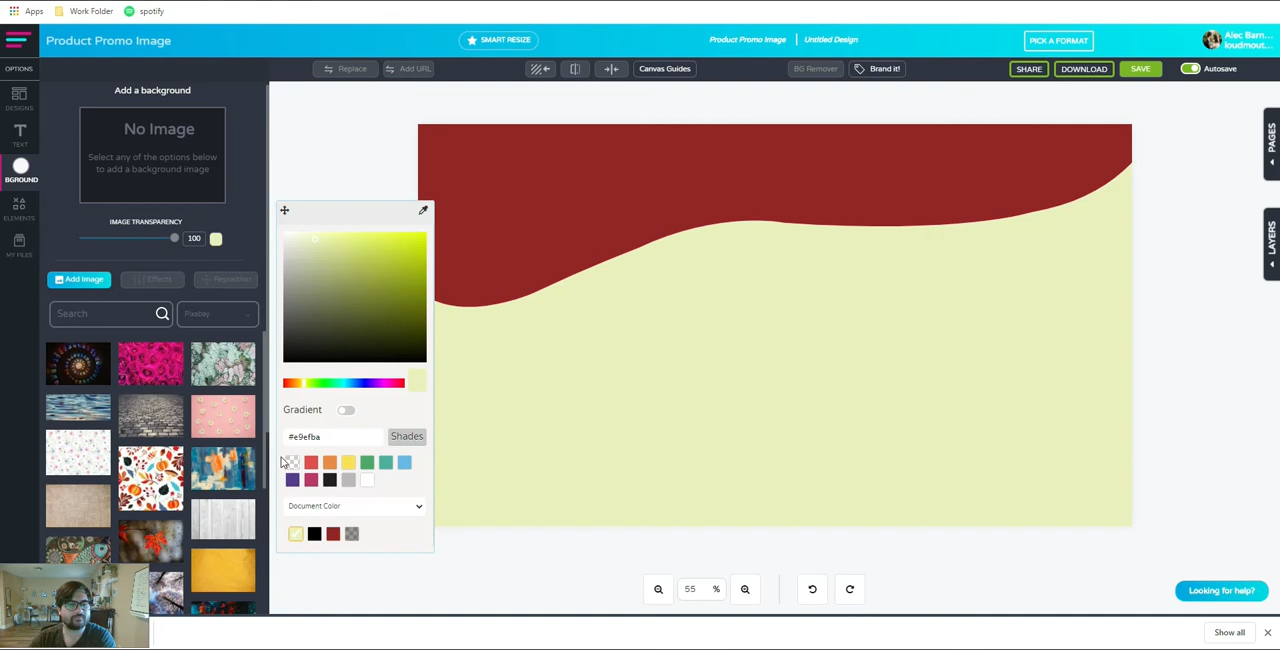 Apps Work Folder spotify
Product Promo Image SMART RESIZE Product Promo Image Untitled Design PICK A FORMAT Alec Barn...
loudmout...
OPTIONS Replace Add URL Canvas Guides BG Remover Brand it! SHARE DOWNLOAD SAVE Autosave
DESIGNS
TEXT
BGROUND
ELEMENTS
MY FILES
Add a background
No Image
Select any of the options below
to add a background image
IMAGE TRANSPARENCY
100
Add Image Effects Reposition
Search Pixabay
Gradient
#e9efba Shades
Document Color
PAGES
LAYERS
55 %
Looking for help?
Show all